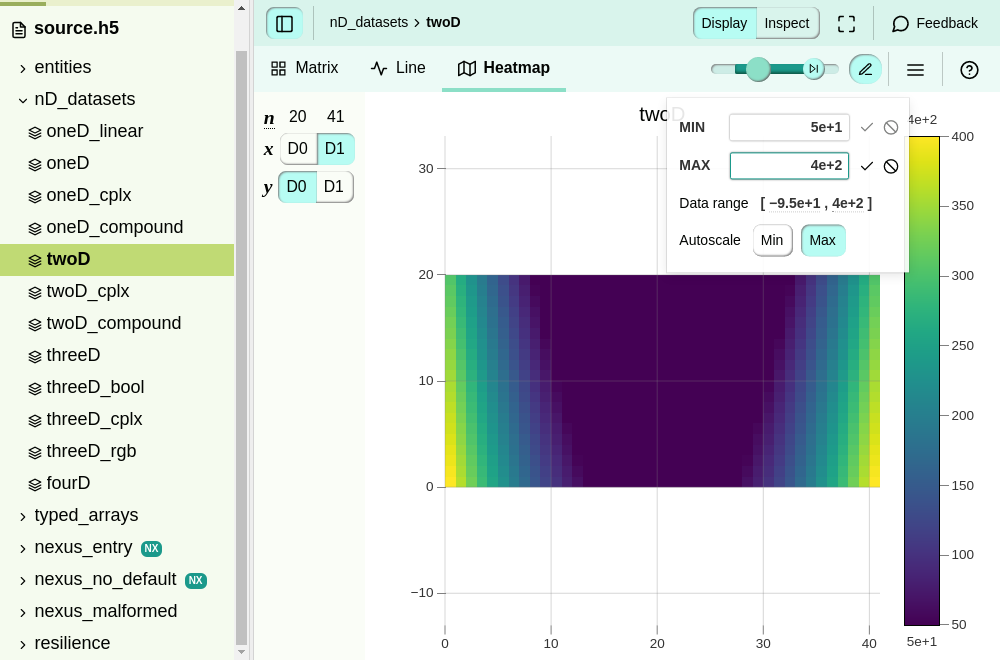 source.h5
entities
nD_datasets
oneD_linear
oneD
oneD_cplx
oneD_compound
twoD
twoD_cplx
twoD_compound
threeD
threeD_bool
threeD_cplx
threeD_rgb
fourD
typed_arrays
nexus_entry NX
nexus_no_default NX
nexus_malformed
resilience
nD_datasets > twoD
Display Inspect
Feedback
Matrix Line Heatmap
n 20 41
x D0 D1
y D0 D1
twoD
MIN 5e+1
MAX 4e+2
Data range [ −9.5e+1 , 4e+2 ]
Autoscale Min Max
30
20
10
0
−10
0 10 20 30 40
4e+2
400
350
300
250
200
150
100
50
5e+1